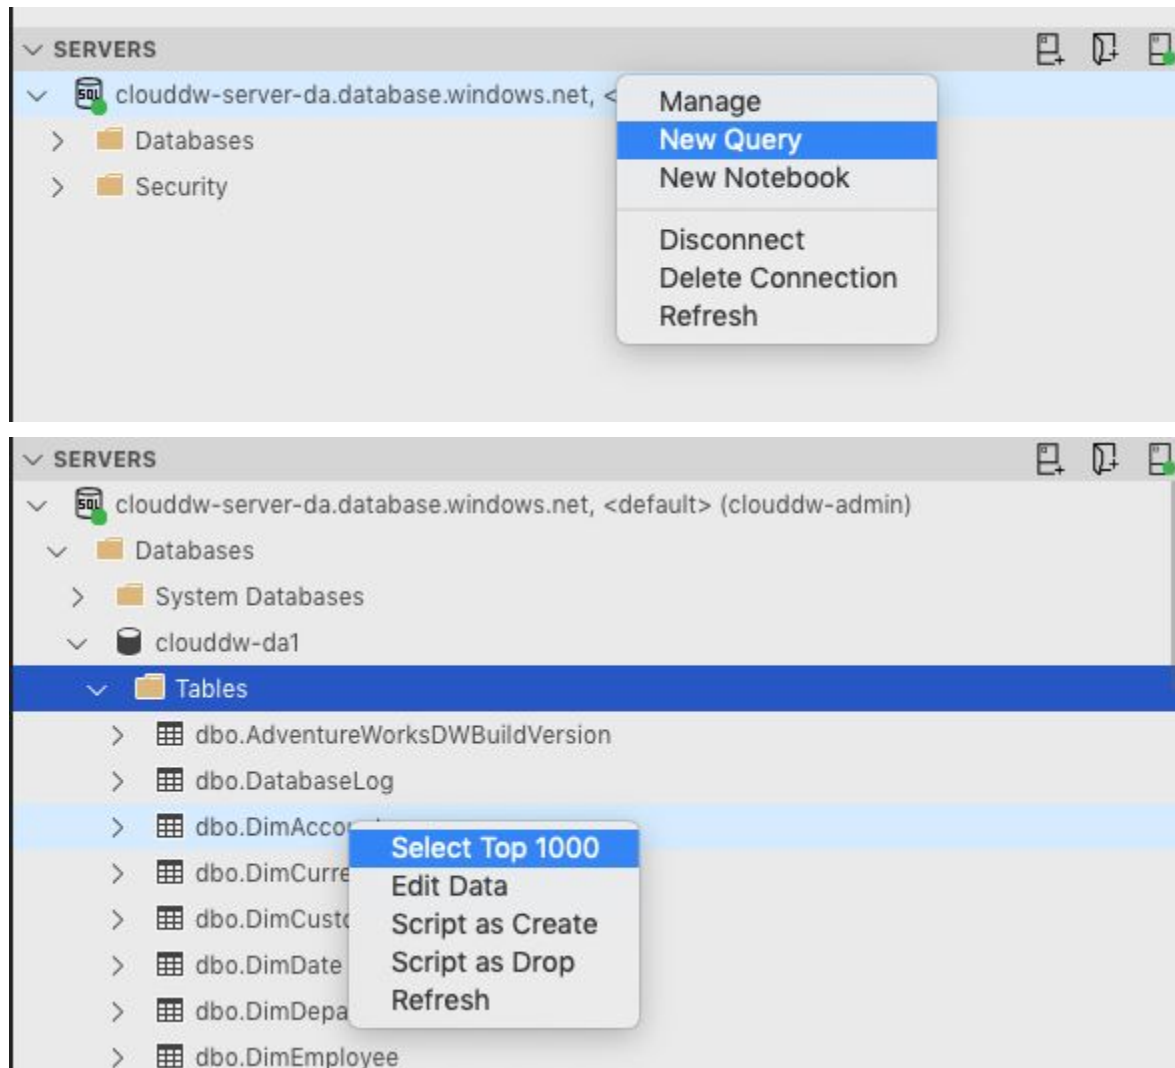 SERVERS
clouddw-server-da.database.windows.net, <
Manage
New Query
New Notebook
Disconnect
Delete Connection
Refresh
Databases
Security
SERVERS
clouddw-server-da.database.windows.net, <default> (clouddw-admin)
Databases
System Databases
clouddw-da1
Tables
dbo.AdventureWorksDWBuildVersion
dbo.DatabaseLog
dbo.DimAccou
dbo.DimCurre
dbo.DimCusto
dbo.DimDate
dbo.DimDepa
dbo.DimEmployee
Select Top 1000
Edit Data
Script as Create
Script as Drop
Refresh